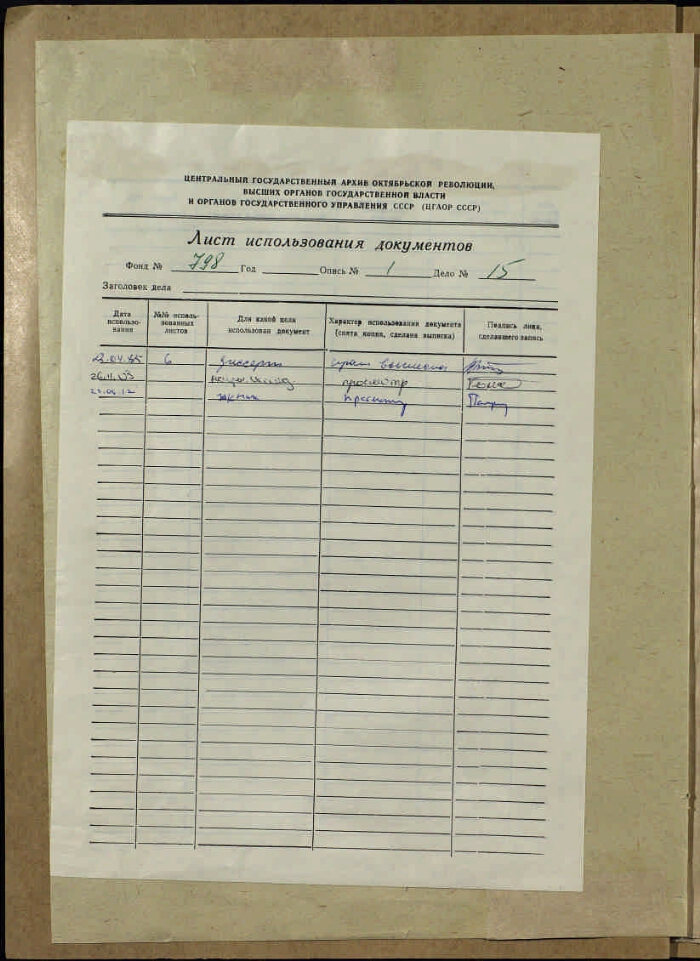 ЦЕНТРАЛЬНЫЙ ГОСУДАРСТВЕННЫЙ АРХИВ ОКТЯБРЬСКОЙ РЕВОЛЮЦИИ,
ВЫСШИХ ОРГАНОВ ГОСУДАРСТВЕННОЙ ВЛАСТИ
И ОРГАНОВ ГОСУДАРСТВЕННОГО УПРАВЛЕНИЯ СССР (ЦГАОР СССР)
Лист использования документов
Фонд № 798 Год Опись № 1 Дело № 15
Заголовок дела
Дата использования
№№ использованных листов
Для какой цели использован документ
Характер использования документа (снята копия, сделана выписка)
Подпись лица, сделавшего запись
6
просмотр